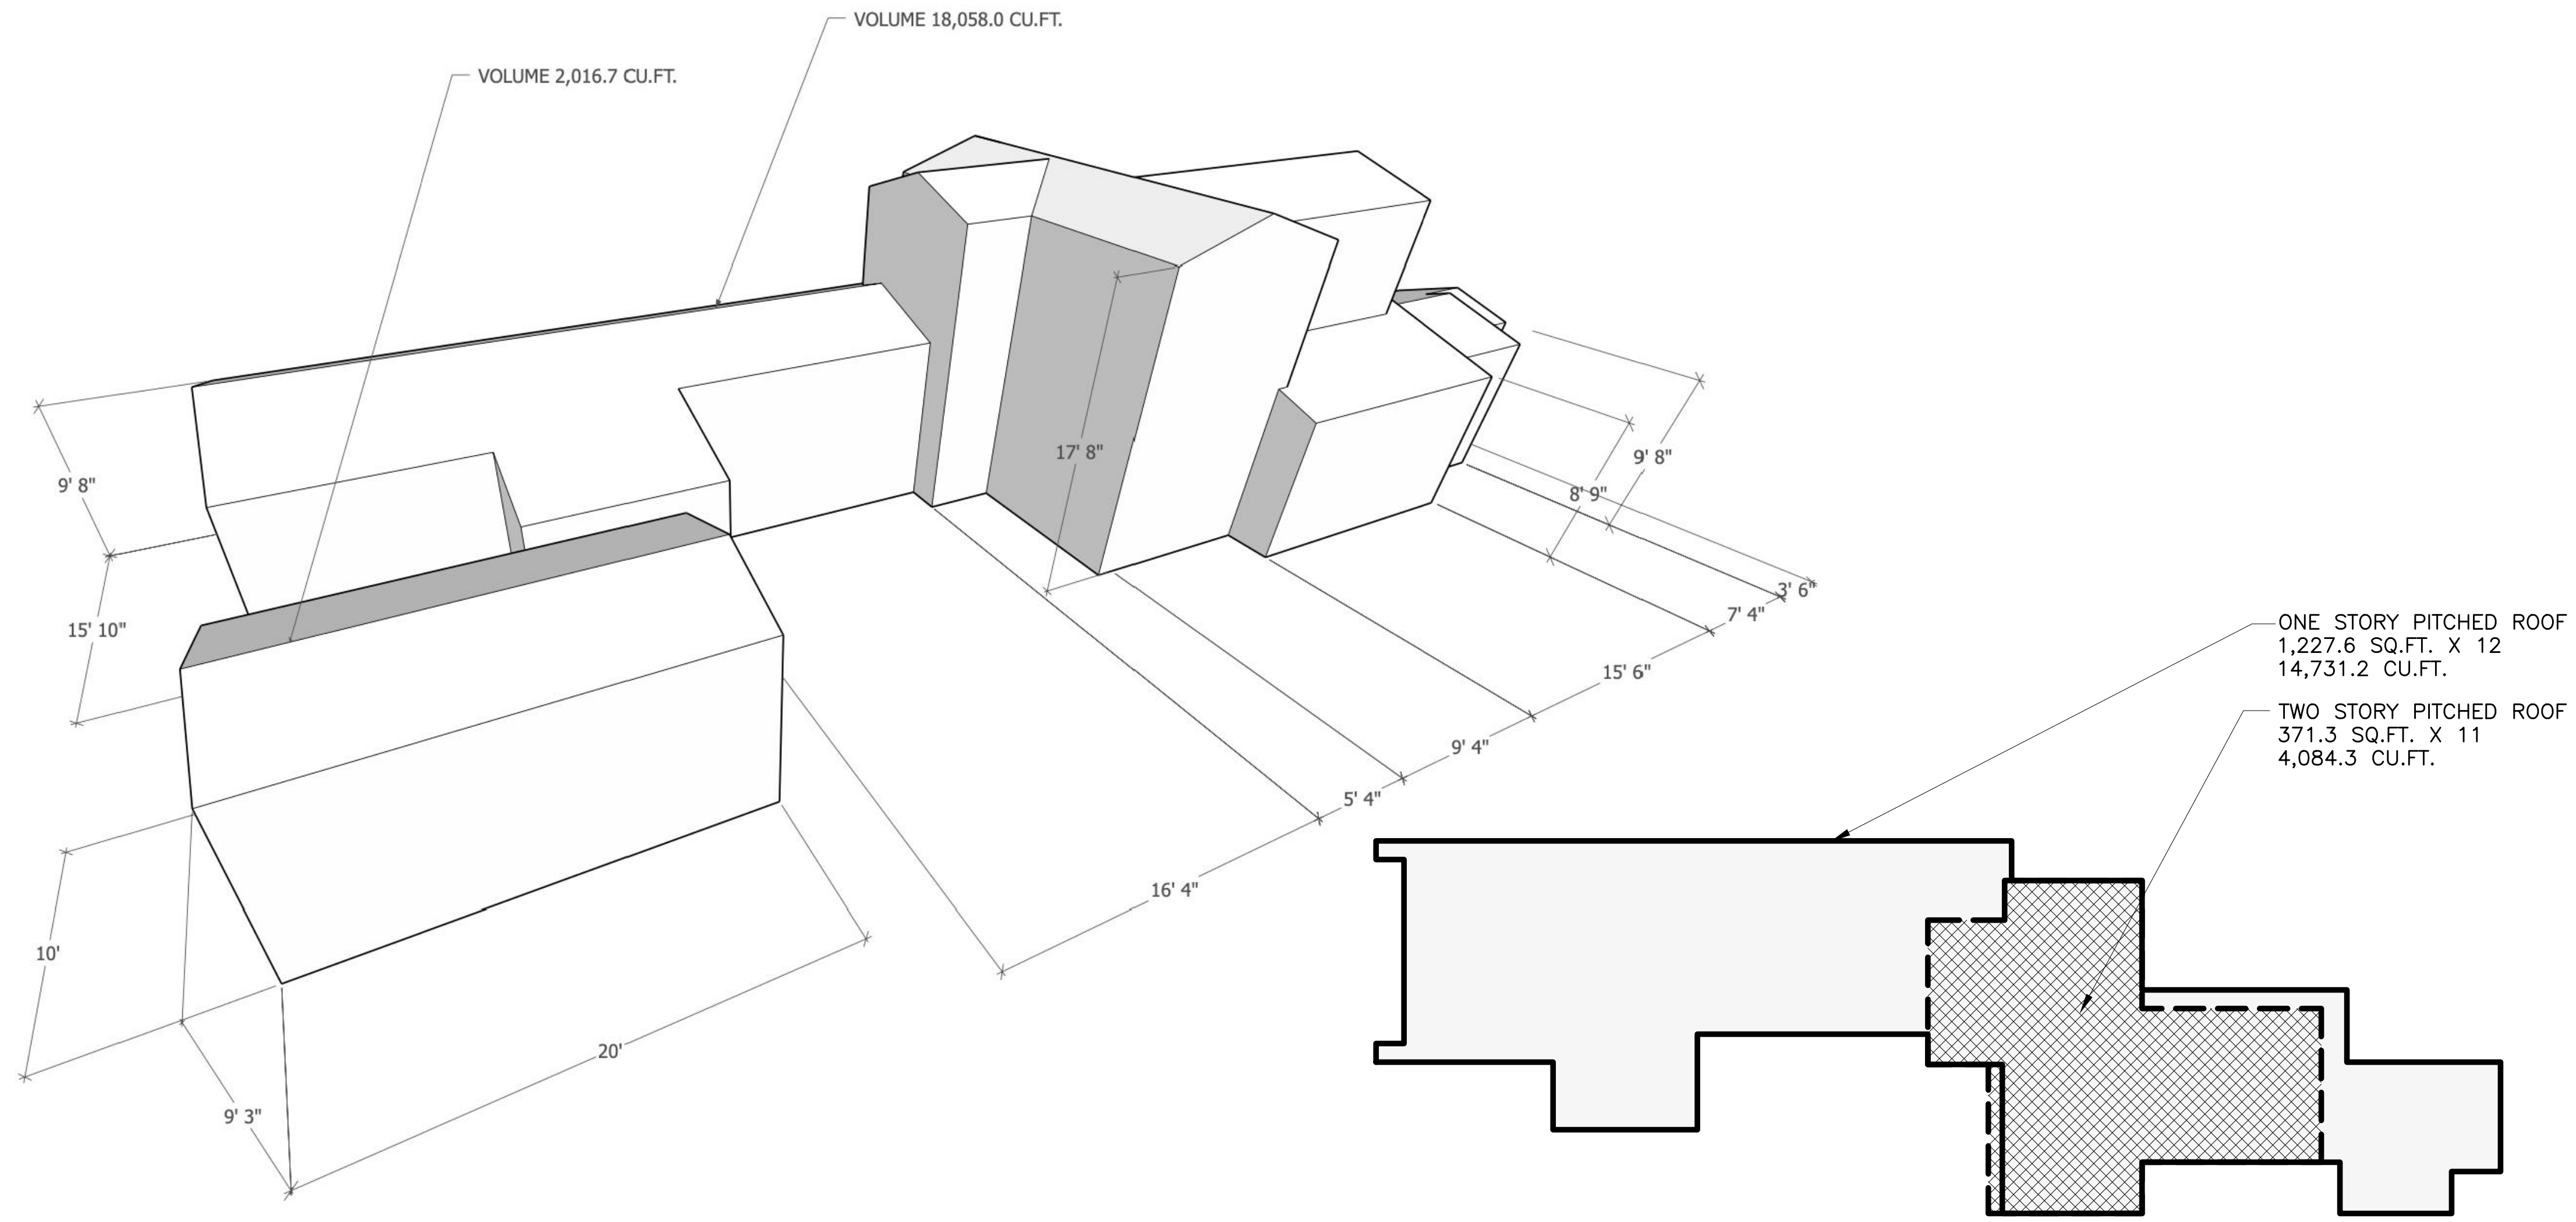 VOLUME 18,058.0 CU.FT.
VOLUME 2,016.7 CU.FT.
9' 8"
15' 10"
10'
9' 3"
20'
17' 8"
16' 4"
5' 4"
9' 4"
15' 6"
7' 4"
3' 6"
8' 9"
9' 8"
ONE STORY PITCHED ROOF
1,227.6 SQ.FT. X 12
14,731.2 CU.FT.
TWO STORY PITCHED ROOF
371.3 SQ.FT. X 11
4,084.3 CU.FT.